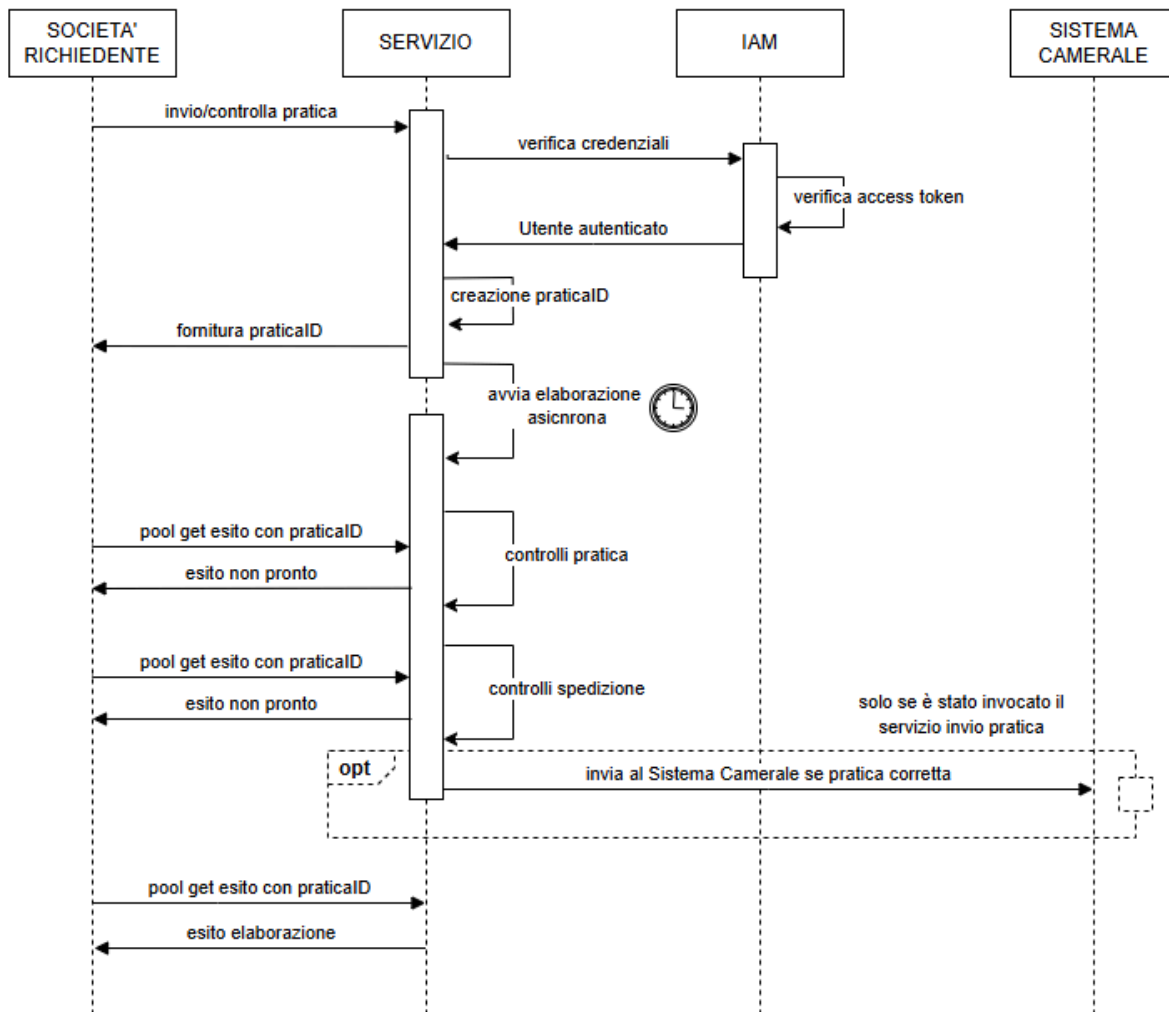 SOCIETA'
RICHIEDENTE
SERVIZIO
IAM
SISTEMA
CAMERALE
invio/controlla pratica
verifica credenziali
verifica access token
Utente autenticato
creazione praticaID
fornitura praticaID
avvia elaborazione
asicnrona
pool get esito con praticaID
controlli pratica
esito non pronto
pool get esito con praticaID
controlli spedizione
esito non pronto
solo se è stato invocato il
servizio invio pratica
opt
invia al Sistema Camerale se pratica corretta
pool get esito con praticaID
esito elaborazione